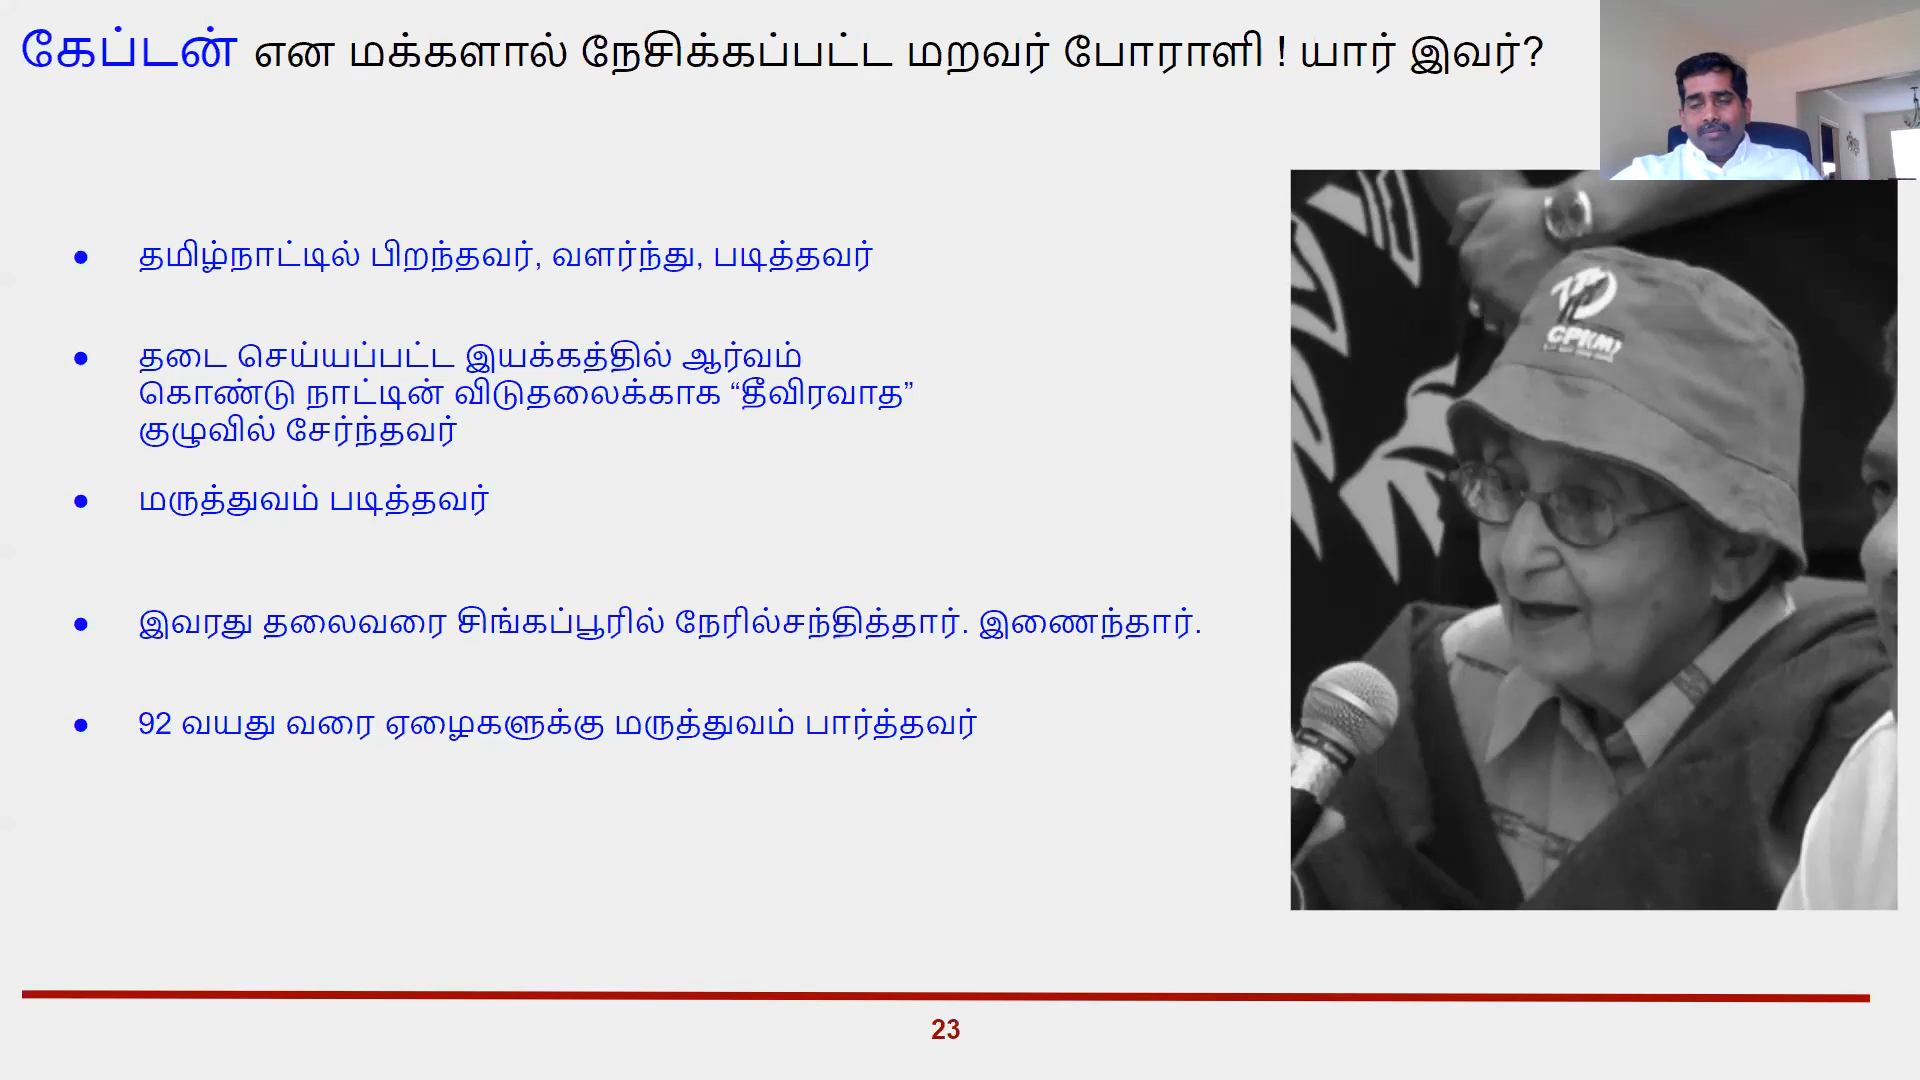 கேப்டன் என மக்களால் நேசிக்கப்பட்ட மறவர் போராளி ! யார் இவர்?
● தமிழ்நாட்டில் பிறந்தவர், வளர்ந்து, படித்தவர்
● தடை செய்யப்பட்ட இயக்கத்தில் ஆர்வம்
கொண்டு நாட்டின் விடுதலைக்காக “தீவிரவாத”
குழுவில் சேர்ந்தவர்
● மருத்துவம் படித்தவர்
● இவரது தலைவரை சிங்கப்பூரில் நேரில்சந்தித்தார். இணைந்தார்.
● 92 வயது வரை ஏழைகளுக்கு மருத்துவம் பார்த்தவர்
CPI(M)
23